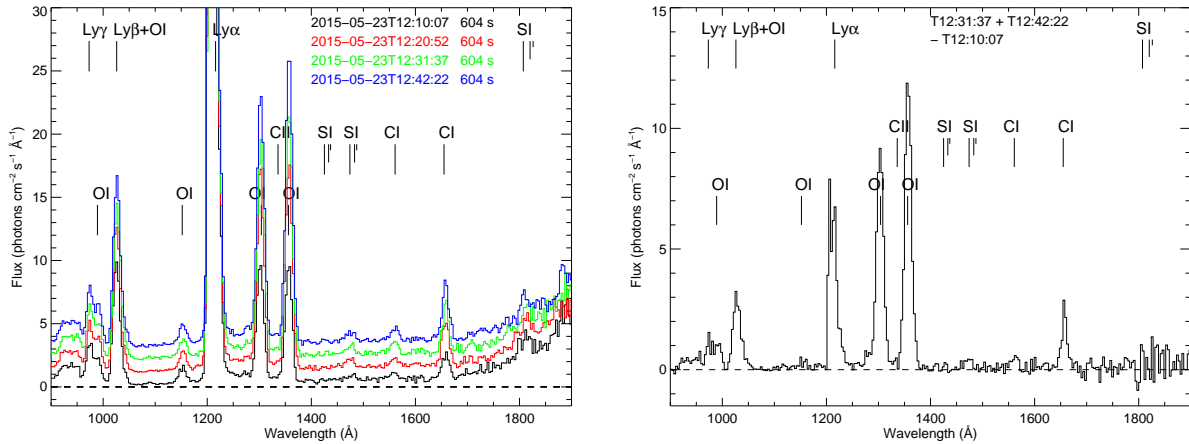 2015−05−23T12:10:07 604 s
2015−05−23T12:20:52 604 s
2015−05−23T12:31:37 604 s
2015−05−23T12:42:22 604 s
Lyγ Lyβ+OI Lyα SI
CII SI SI CI CI
OI OI OI OI
30
25
20
15
10
5
0
Flux (photons cm−2 s−1 Å−1)
1000 1200 1400 1600 1800
Wavelength (Å)
T12:31:37 + T12:42:22
− T12:10:07
Lyγ Lyβ+OI Lyα SI
CII SI SI CI CI
OI OI OI OI
15
10
5
0
Flux (photons cm−2 s−1 Å−1)
1000 1200 1400 1600 1800
Wavelength (Å)